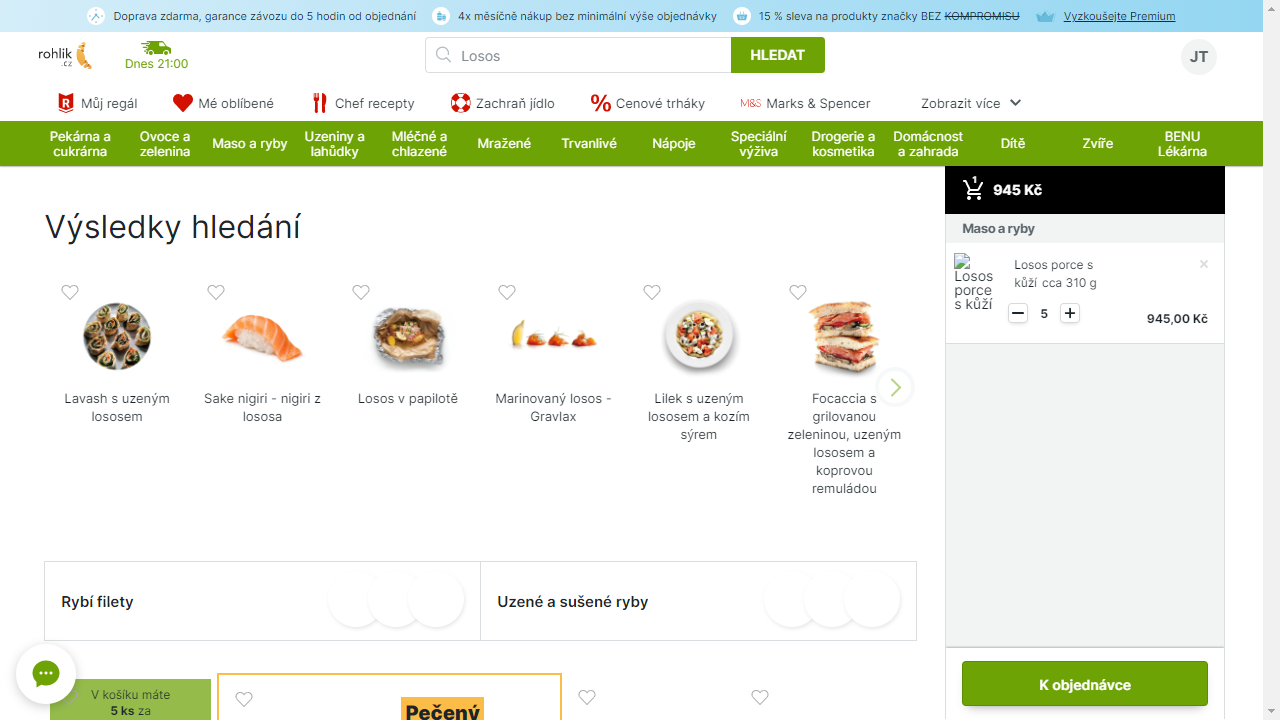 Doprava zdarma, garance závozu do 5 hodin od objednání
4x měsíčně nákup bez minimální výše objednávky
15 % sleva na produkty značky BEZ KOMPROMISU
Vyzkoušejte Premium
rohlik
.cz
Dnes 21:00
Losos
HLEDAT
JT
Můj regál
Mé oblíbené
Chef recepty
Zachraň jídlo
Cenové trháky
M&S Marks & Spencer
Zobrazit více
Pekárna a
cukrárna
Ovoce a
zelenina
Maso a ryby
Uzeniny a
lahůdky
Mléčné a
chlazené
Mražené
Trvanlivé
Nápoje
Speciální
výživa
Drogerie a
kosmetika
Domácnost
a zahrada
Dítě
Zvíře
BENU
Lékárna
Výsledky hledání
1
945 Kč
Maso a ryby
Losos
porce
s kůží
Losos porce s
kůží cca 310 g
5
945,00 Kč
Lavash s uzeným
lososem
Sake nigiri - nigiri z
lososa
Losos v papilotě
Marinovaný losos -
Gravlax
Lilek s uzeným
lososem a kozím
sýrem
Focaccia s
grilovanou
zeleninou, uzeným
lososem a
koprovou
remuládou
Rybí filety
Uzené a sušené ryby
V košíku máte
5 ks za
Pečený
K objednávce